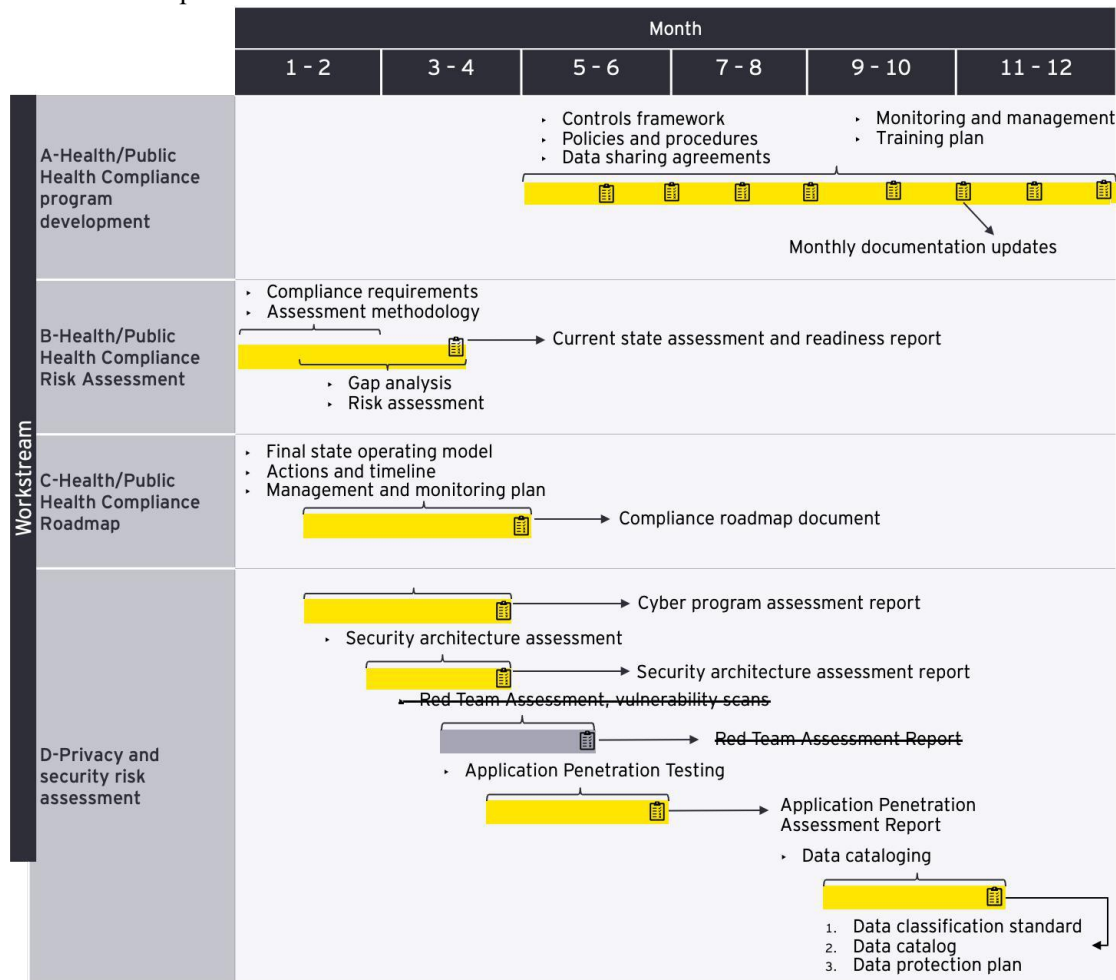 Month
1 - 2
3 - 4
5 - 6
7 - 8
9 - 10
11 - 12
Workstream
A-Health/Public
Health Compliance
program
development
‣ Controls framework
‣ Policies and procedures
‣ Data sharing agreements
‣ Monitoring and management
‣ Training plan
Monthly documentation updates
B-Health/Public
Health Compliance
Risk Assessment
‣ Compliance requirements
‣ Assessment methodology
Current state assessment and readiness report
‣ Gap analysis
‣ Risk assessment
C-Health/Public
Health Compliance
Roadmap
‣ Final state operating model
‣ Actions and timeline
‣ Management and monitoring plan
Compliance roadmap document
D-Privacy and
security risk
assessment
Cyber program assessment report
‣ Security architecture assessment
Security architecture assessment report
‣ Red Team Assessment, vulnerability scans
Red Team Assessment Report
‣ Application Penetration Testing
Application Penetration
Assessment Report
‣ Data cataloging
1. Data classification standard
2. Data catalog
3. Data protection plan